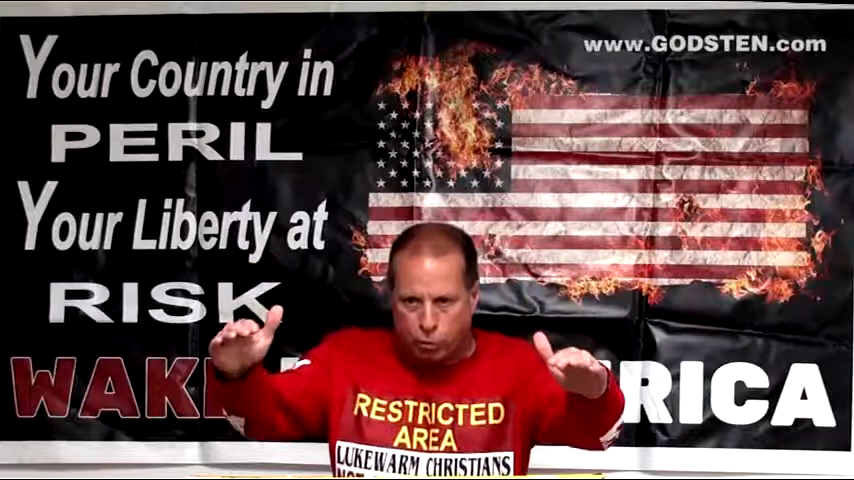 www.GODSTEN.com
Your Country in
PERIL
Your Liberty at
RISK
WAKE
RICA
RESTRICTED
AREA
LUKEWARM CHRISTIANS